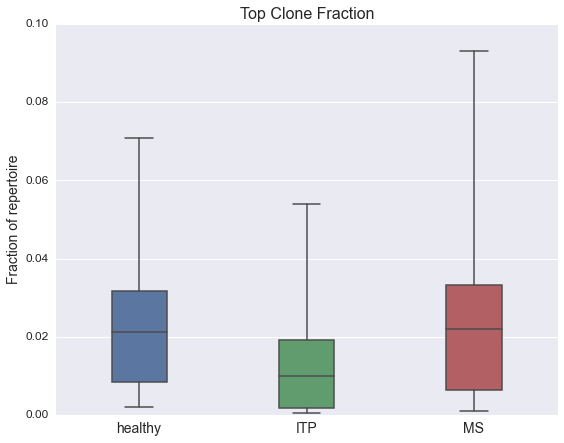 Top Clone Fraction
0.10
0.08
0.06
0.04
0.02
0.00
Fraction of repertoire
healthy
ITP
MS